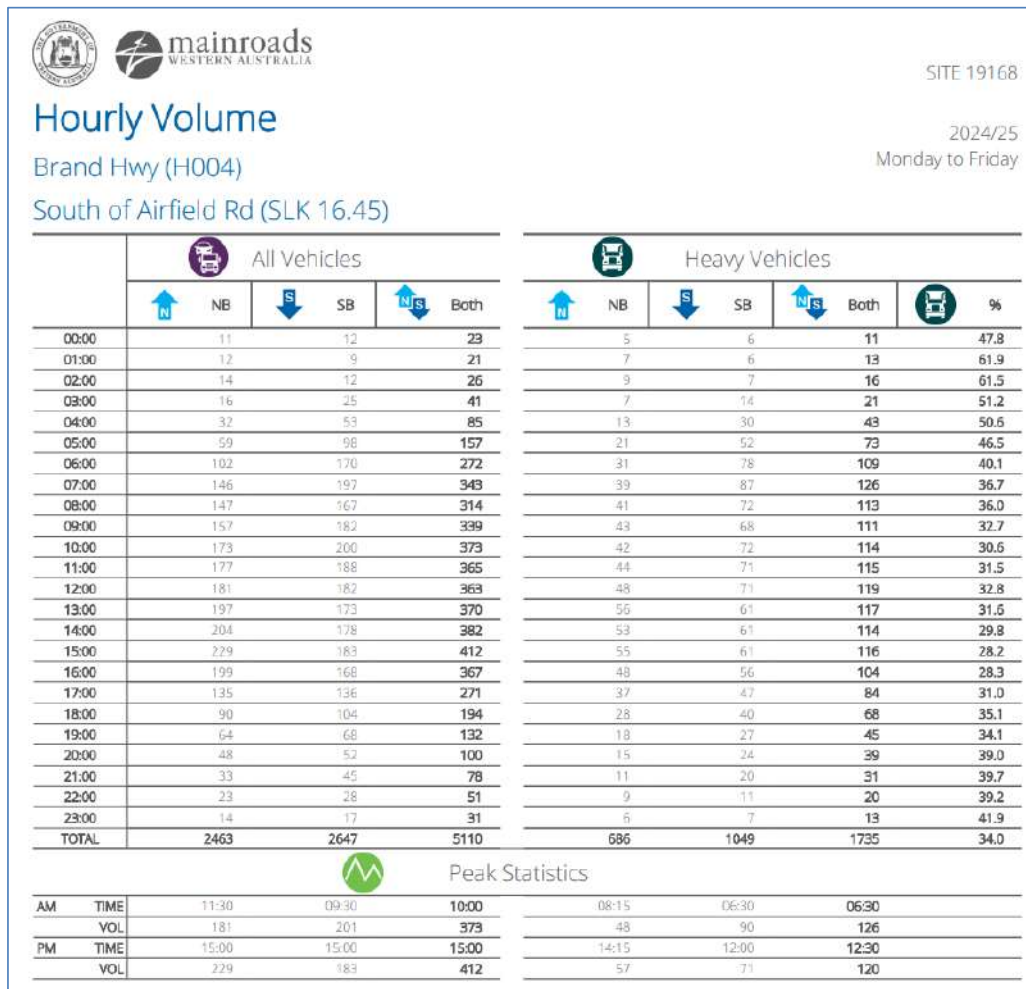 THE GOVERNMENT OF
WESTERN AUSTRALIA
mainroads
WESTERN AUSTRALIA
SITE 19168
Hourly Volume
2024/25
Brand Hwy (H004)
Monday to Friday
South of Airfield Rd (SLK 16.45)
All Vehicles Heavy Vehicles
N NB S SB N S Both N NB S SB N S Both %
00:00 11 12 23 5 6 11 47.8
01:00 12 9 21 7 6 13 61.9
02:00 14 12 26 9 7 16 61.5
03:00 16 25 41 7 14 21 51.2
04:00 32 53 85 13 30 43 50.6
05:00 59 98 157 21 52 73 46.5
06:00 102 170 272 31 78 109 40.1
07:00 146 197 343 39 87 126 36.7
08:00 147 167 314 41 72 113 36.0
09:00 157 182 339 43 68 111 32.7
10:00 173 200 373 42 72 114 30.6
11:00 177 188 365 44 71 115 31.5
12:00 181 182 363 48 71 119 32.8
13:00 197 173 370 56 61 117 31.6
14:00 204 178 382 53 61 114 29.8
15:00 229 183 412 55 61 116 28.2
16:00 199 168 367 48 56 104 28.3
17:00 135 136 271 37 47 84 31.0
18:00 90 104 194 28 40 68 35.1
19:00 64 68 132 18 27 45 34.1
20:00 48 52 100 15 24 39 39.0
21:00 33 45 78 11 20 31 39.7
22:00 23 28 51 9 11 20 39.2
23:00 14 17 31 6 7 13 41.9
TOTAL 2463 2647 5110 686 1049 1735 34.0
Peak Statistics
AM TIME 11:30 09:30 10:00 08:15 06:30 06:30
VOL 181 201 373 48 90 126
PM TIME 15:00 15:00 15:00 14:15 12:00 12:30
VOL 229 183 412 57 71 120